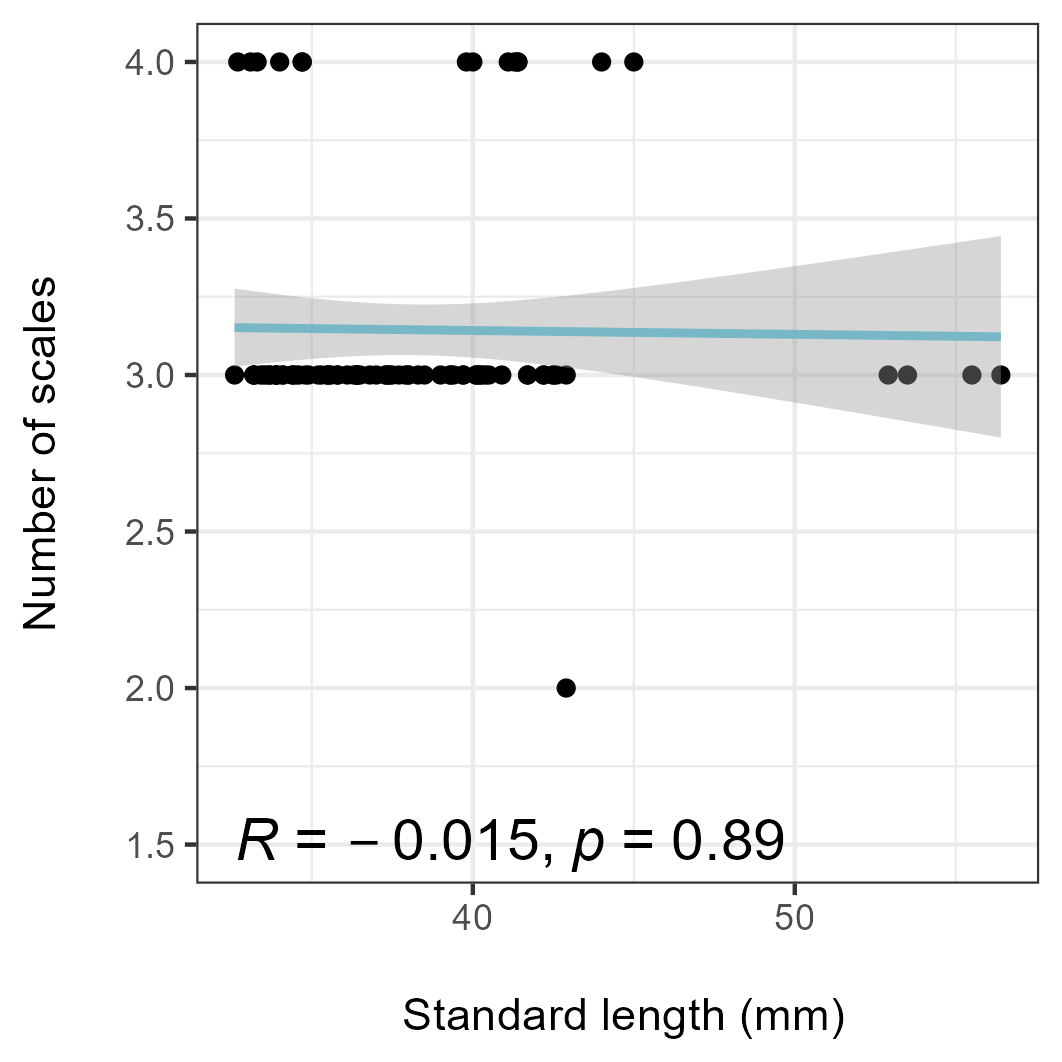 Number of scales
4.0
3.5
3.0
2.5
2.0
1.5
R = − 0.015, p = 0.89
40 50
Standard length (mm)